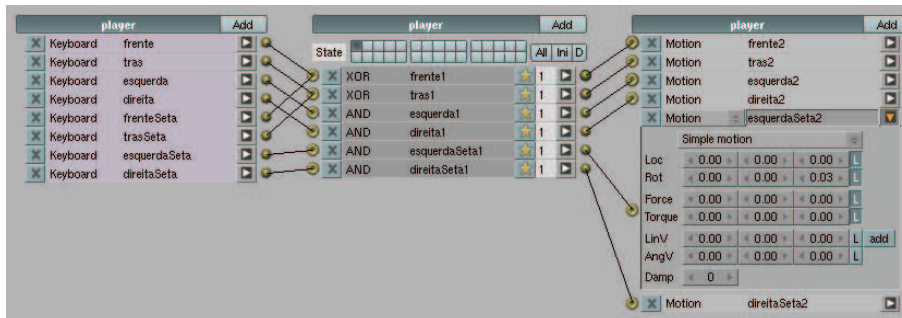 player Add
X Keyboard frente
X Keyboard tras
X Keyboard esquerda
X Keyboard direita
X Keyboard frenteSeta
X Keyboard trasSeta
X Keyboard esquerdaSeta
X Keyboard direitaSeta
player Add
State All Ini D
X XOR frente1 1
X XOR tras1 1
X AND esquerda1 1
X AND direita1 1
X AND esquerdaSeta1 1
X AND direitaSeta1 1
player Add
X Motion frente2
X Motion tras2
X Motion esquerda2
X Motion direita2
X Motion esquerdaSeta2
Simple motion
Loc 0.00 0.00 0.00 L
Rot 0.00 0.00 0.03 L
Force 0.00 0.00 0.00 L
Torque 0.00 0.00 0.00 L
LinV 0.00 0.00 0.00 L add
AngV 0.00 0.00 0.00 L
Damp 0
X Motion direitaSeta2